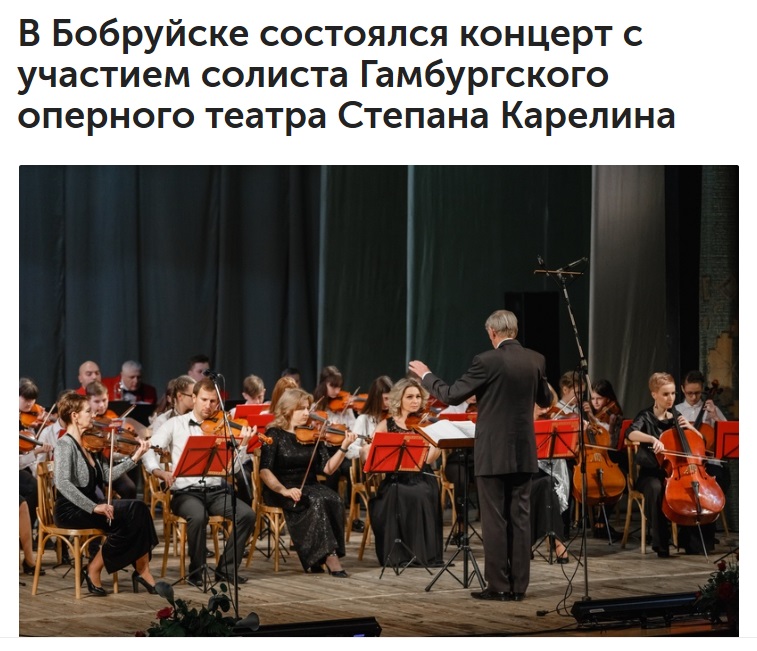 В Бобруйске состоялся концерт с
участием солиста Гамбургского
оперного театра Степана Карелина